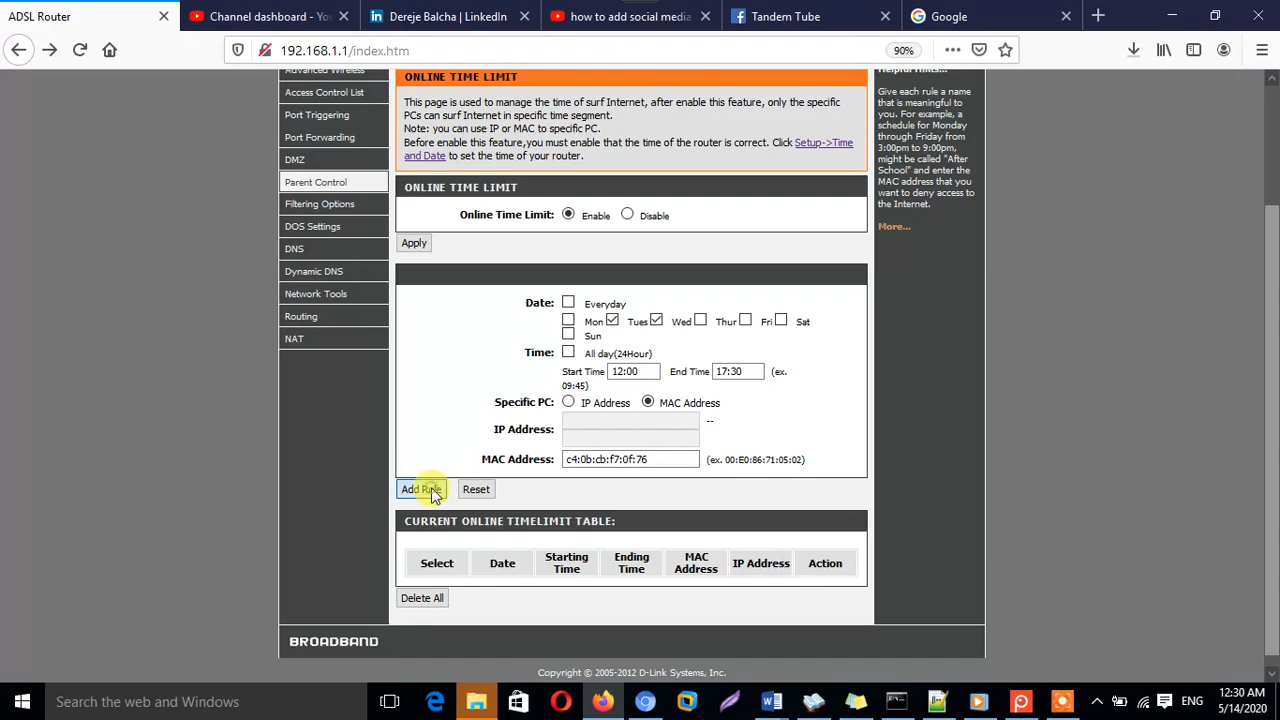 ADSL Router
Channel dashboard - Yo
Dereje Balcha | LinkedIn
how to add social media
Tandem Tube
Google
192.168.1.1/index.htm
90%
Advanced Wireless
Access Control List
Port Triggering
Port Forwarding
DMZ
Parent Control
Filtering Options
DOS Settings
DNS
Dynamic DNS
Network Tools
Routing
NAT
ONLINE TIME LIMIT
This page is used to manage the time of surf Internet, after enable this feature, only the specific
PCs can surf Internet in specific time segment.
Note: you can use IP or MAC to specific PC.
Before enable this feature,you must enable that the time of the router is correct. Click Setup->Time
and Date to set the time of your router.
ONLINE TIME LIMIT
Online Time Limit: Enable Disable
Apply
Date: Everyday
Mon Tues Wed Thur Fri Sat
Sun
Time: All day(24Hour)
Start Time 12:00 End Time 17:30 (ex.
09:45)
Specific PC: IP Address MAC Address
IP Address: --
MAC Address: c4:0b:cb:f7:0f:76 (ex. 00:E0:86:71:05:02)
Add Rule Reset
CURRENT ONLINE TIMELIMIT TABLE:
Select Date Starting Time Ending Time MAC Address IP Address Action
Delete All
Helpful Hints...
Give each rule a name
that is meaningful to
you. For example, a
schedule for Monday
through Friday from
3:00pm to 9:00pm,
might be called "After
School" and enter the
MAC address that you
want to deny access to
the Internet.
More...
BROADBAND
Copyright © 2005-2012 D-Link Systems, Inc.
Search the web and Windows
ENG
12:30 AM
5/14/2020